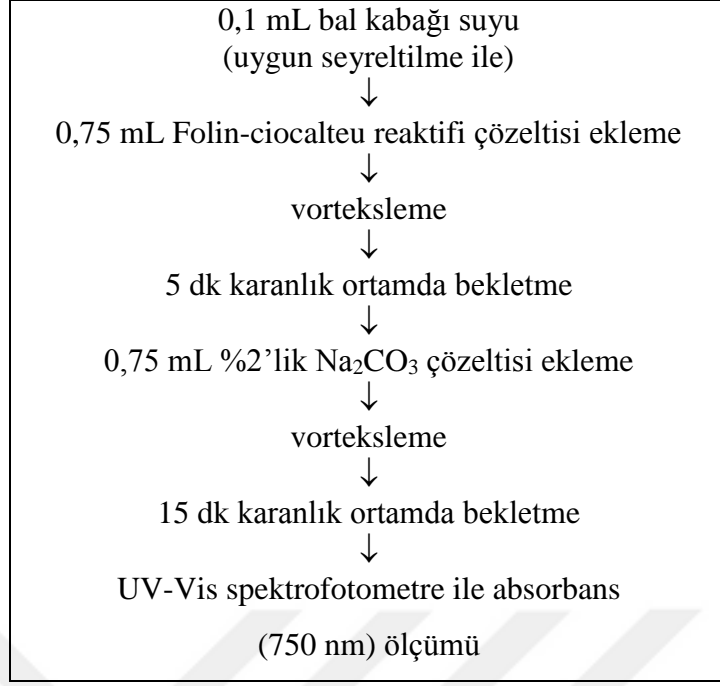 0,1 mL bal kabağı suyu
(uygun seyreltilme ile)
↓
0,75 mL Folin-ciocalteu reaktifi çözeltisi ekleme
↓
vorteksleme
↓
5 dk karanlık ortamda bekletme
↓
0,75 mL %2’lik Na₂CO₃ çözeltisi ekleme
↓
vorteksleme
↓
15 dk karanlık ortamda bekletme
↓
UV-Vis spektrofotometre ile absorbans
(750 nm) ölçümü